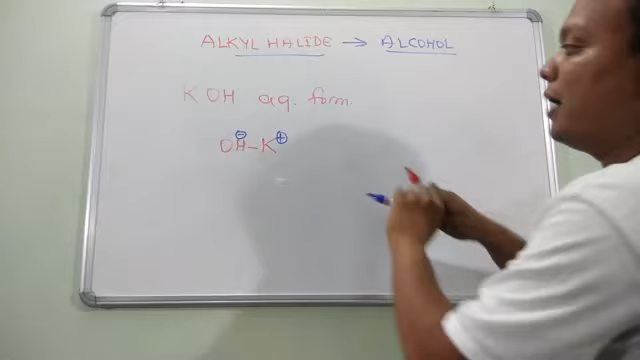 ALKYL HALIDE → ALCOHOL
KOH aq. form.
OH⊖–K⊕